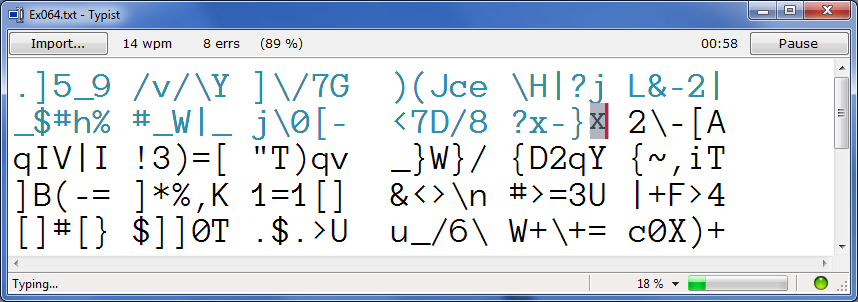 Ex064.txt - Typist
Import... 14 wpm 8 errs (89 %) 00:58 Pause
.]5_9 /v/\Y ]\/7G )(Jce \H|?j L&-2|
_$#h% #_W|_ j\0[- <7D/8 ?x-}x 2\-[A
qIV|I !3)=[ "T)qv _}W}/ {D2qY {~,iT
]B(-= ]*%,K 1=1[] &<>\n #>=3U |+F>4
[]#[} $]]0T .$.>U u_/6\ W+\+= c0X)+
Typing... 18 %